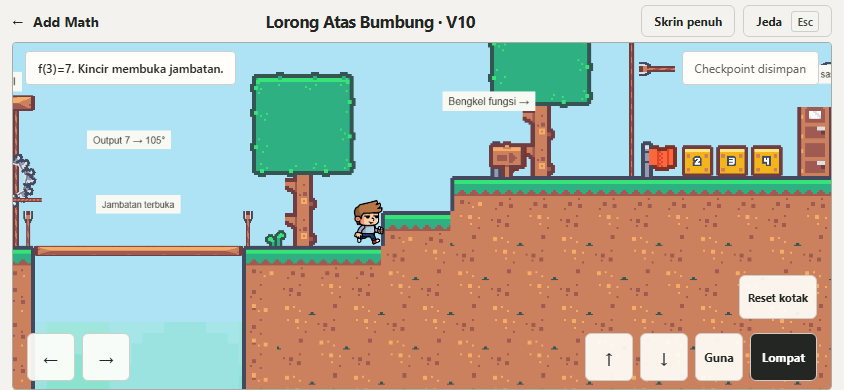 ← Add Math
Lorong Atas Bumbung · V10
Skrin penuh
Jeda Esc
f(3)=7. Kincir membuka jambatan.
Checkpoint disimpan
Bengkel fungsi →
Output 7 → 105°
2 3 4
Jambatan terbuka
Reset kotak
← → ↑ ↓ Guna Lompat